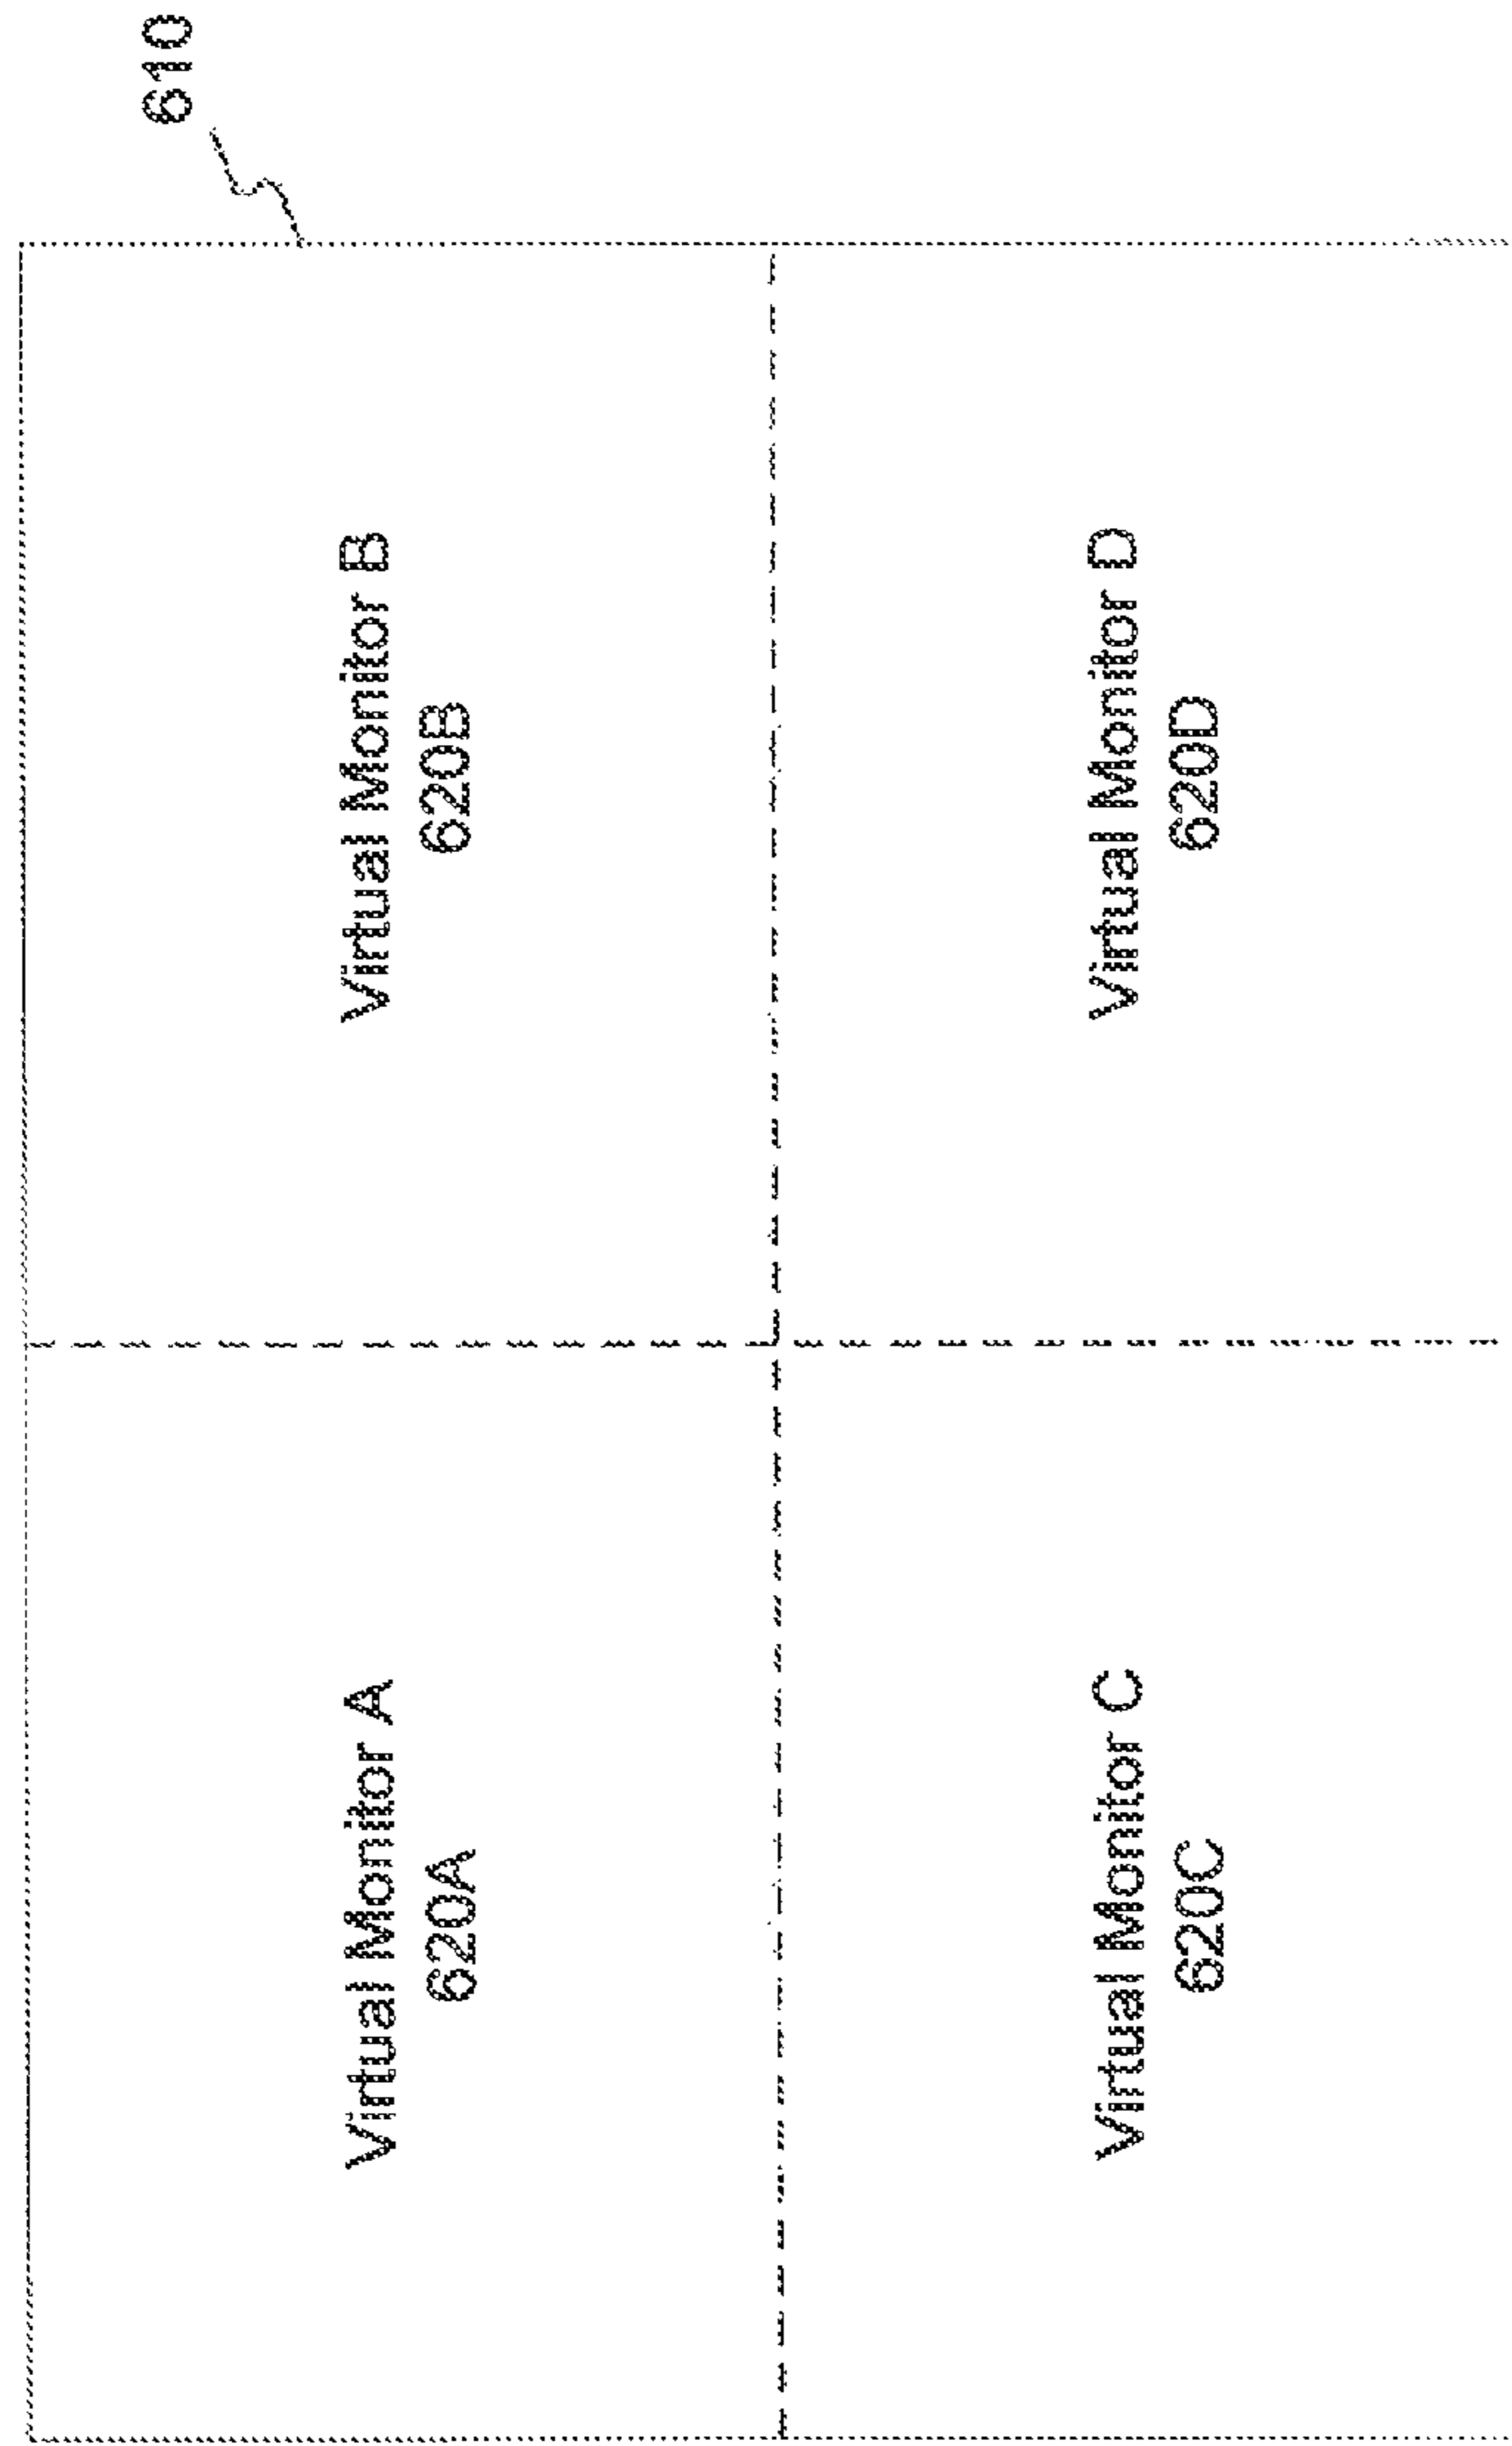 610
Virtual Monitor A
620A
Virtual Monitor B
620B
Virtual Monitor C
620C
Virtual Monitor D
620D